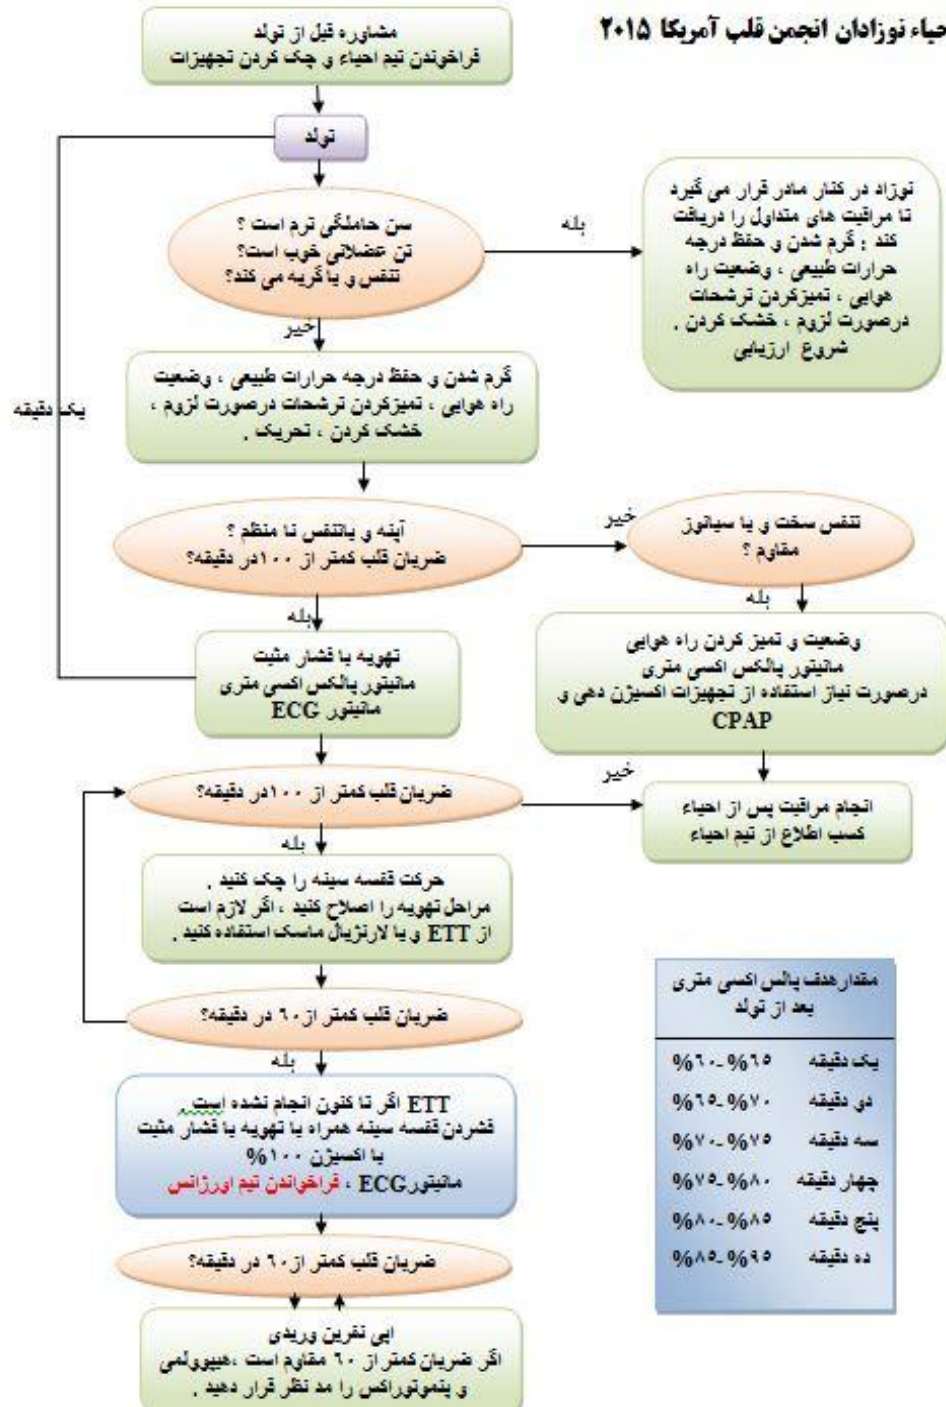 حیاء نوزادان انجمن قلب آمریکا ۲۰۱۵
مشاوره قبل از تولد
فراخوندن تیم احیاء و چک کردن تجهیزات
تولد
سن حاملگی ترم است ؟
تن عضلانی خوب است؟
تنفس و یا گریه می کند؟
بله
نوزاد در کنار مادر قرار می گیرد
تا مراقبت های متداول را دریافت
کند ; گرم شدن و حفظ درجه
حرارات طبیعی ، وضعیت راه
هوایی ، تمیزکردن ترشحات
درصورت لزوم ، خشک کردن .
شروع ارزیابی
خیر
گرم شدن و حفظ درجه حرارات طبیعی ، وضعیت
راه هوایی ، تمیزکردن ترشحات درصورت لزوم ،
خشک کردن ، تحریک .
یک دقیقه
آپنه و یاتنفس نا منظم ؟
ضربان قلب کمتر از ۱۰۰در دقیقه؟
خیر
تنفس سخت و یا سیانوز
مقاوم ؟
بله
بله
تهویه با فشار مثبت
مانیتور پالکس اکسی متری
مانیتور ECG
وضعیت و تمیز کردن راه هوایی
مانیتور پالکس اکسی متری
درصورت نیاز استفاده از تجهیزات اکسیژن دهی و
CPAP
ضربان قلب کمتر از ۱۰۰در دقیقه؟
خیر
انجام مراقبت پس از احیاء
کسب اطلاع از تیم احیاء
بله
حرکت قفسه سینه را چک کنید .
مراحل تهویه را اصلاح کنید ، اگر لازم است
از ETT و یا لارنژیال ماسک استفاده کنید .
ضربان قلب کمتر از ۶۰ در دقیقه؟
بله
ETT اگر تا کنون انجام نشده است .
فشردن قفسه سینه همراه با تهویه با فشار مثبت
با اکسیژن ۱۰۰%
مانیتورECG ، فراخواندن تیم اورژانس
ضربان قلب کمتر از ۶۰ در دقیقه؟
اپی نفرین وریدی
اگر ضربان کمتر از ۶۰ مقاوم است ،هیپوولمی
و پنموتوراکس را مد نظر قرار دهید .
مقدارهدف پالس اکسی متری
بعد از تولد
یک دقیقه ۶۵%-۶۰%
دو دقیقه ۷۰%-۶۵%
سه دقیقه ۷۵%-۷۰%
چهار دقیقه ۸۰%-۷۵%
پنج دقیقه ۸۵%-۸۰%
ده دقیقه ۹۵%-۸۵%